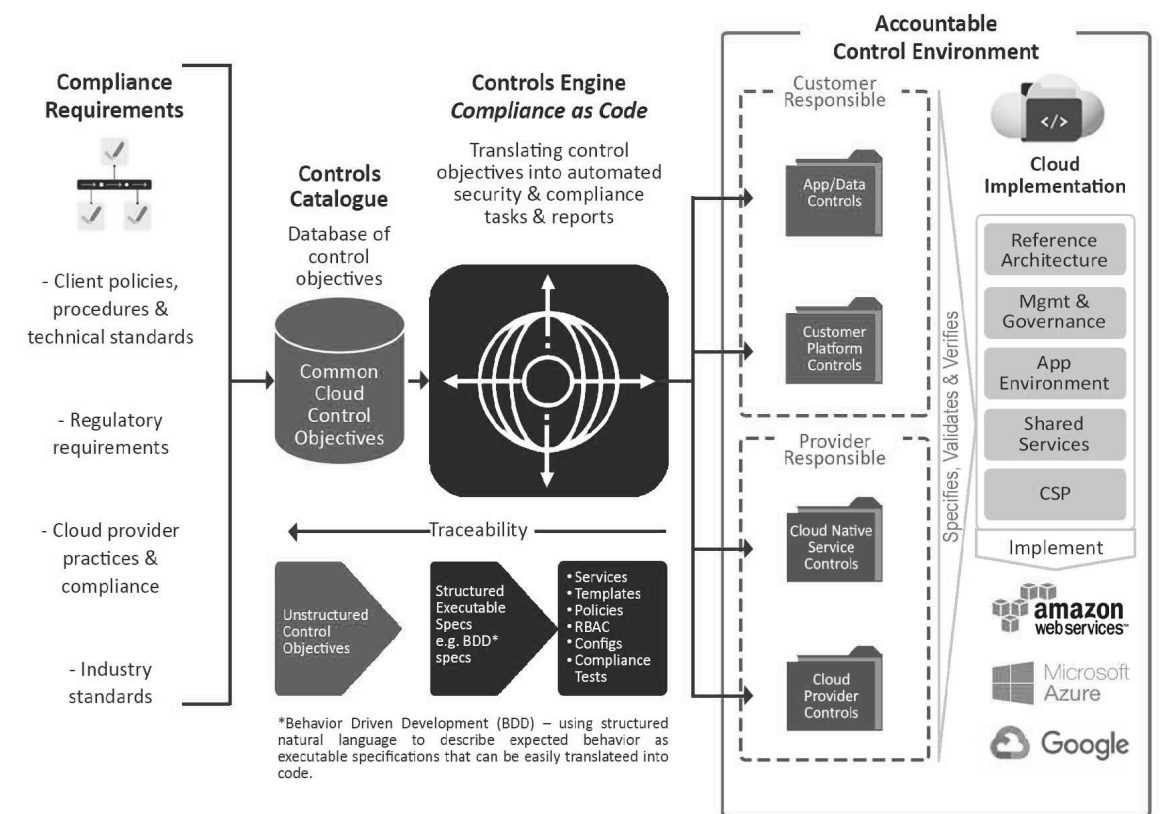 Compliance
Requirements
- Client policies,
procedures &
technical standards
- Regulatory
requirements
- Cloud provider
practices &
compliance
- Industry
standards
Controls
Catalogue
Database of
control
objectives
Common
Cloud
Control
Objectives
Controls Engine
Compliance as Code
Translating control
objectives into automated
security & compliance
tasks & reports
Traceability
Unstructured
Control
Objectives
Structured
Executable
Specs
e.g. BDD*
specs
• Services
• Templates
• Policies
• RBAC
• Configs
• Compliance
Tests
*Behavior Driven Development (BDD) – using structured
natural language to describe expected behavior as
executable specifications that can be easily translateed into
code.
Accountable
Control Environment
Customer
Responsible
App/Data
Controls
Customer
Platform
Controls
Provider
Responsible
Cloud Native
Service
Controls
Cloud
Provider
Controls
Specifies, Validates & Verifies
</>
Cloud
Implementation
Reference
Architecture
Mgmt &
Governance
App
Environment
Shared
Services
CSP
Implement
amazon
webservices™
Microsoft
Azure
Google